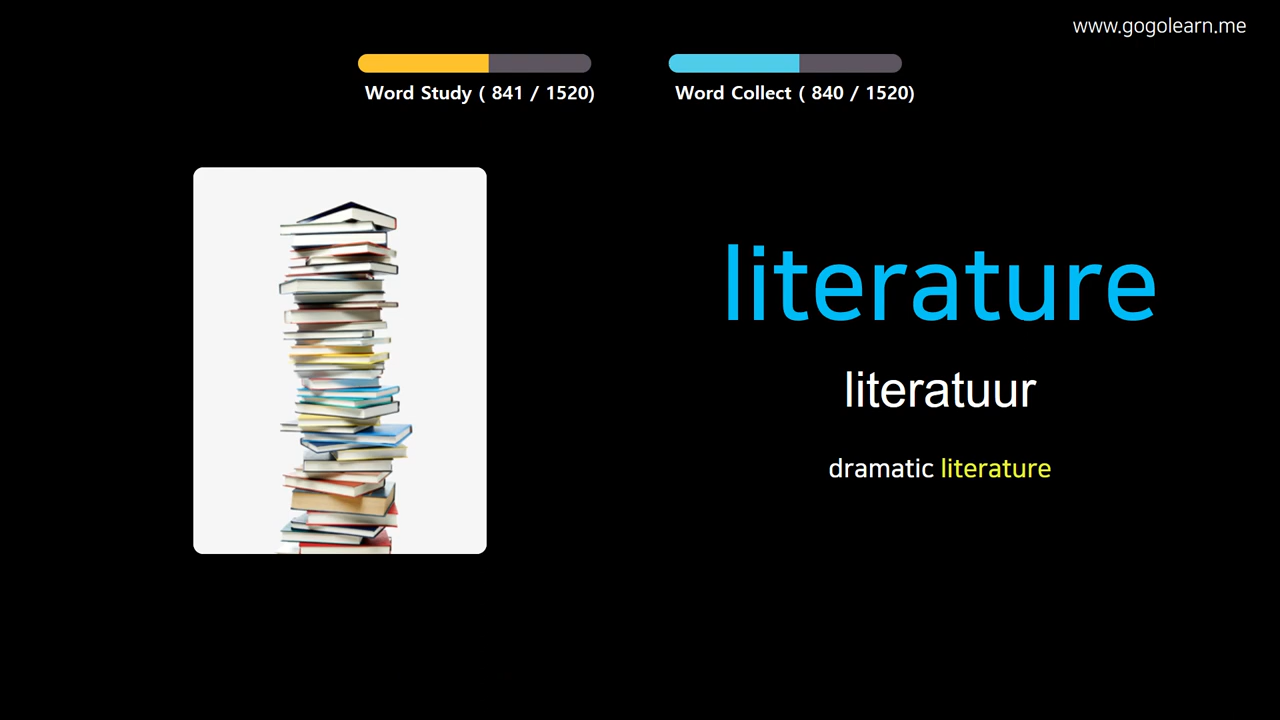 www.gogolearn.me
Word Study ( 841 / 1520)
Word Collect ( 840 / 1520)
literature
literatuur
dramatic literature